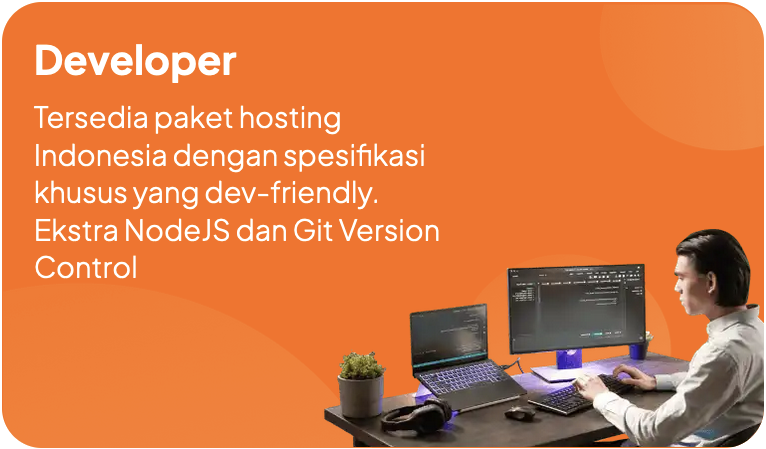 Developer
Tersedia paket hosting
Indonesia dengan spesifikasi
khusus yang dev-friendly.
Ekstra NodeJS dan Git Version
Control